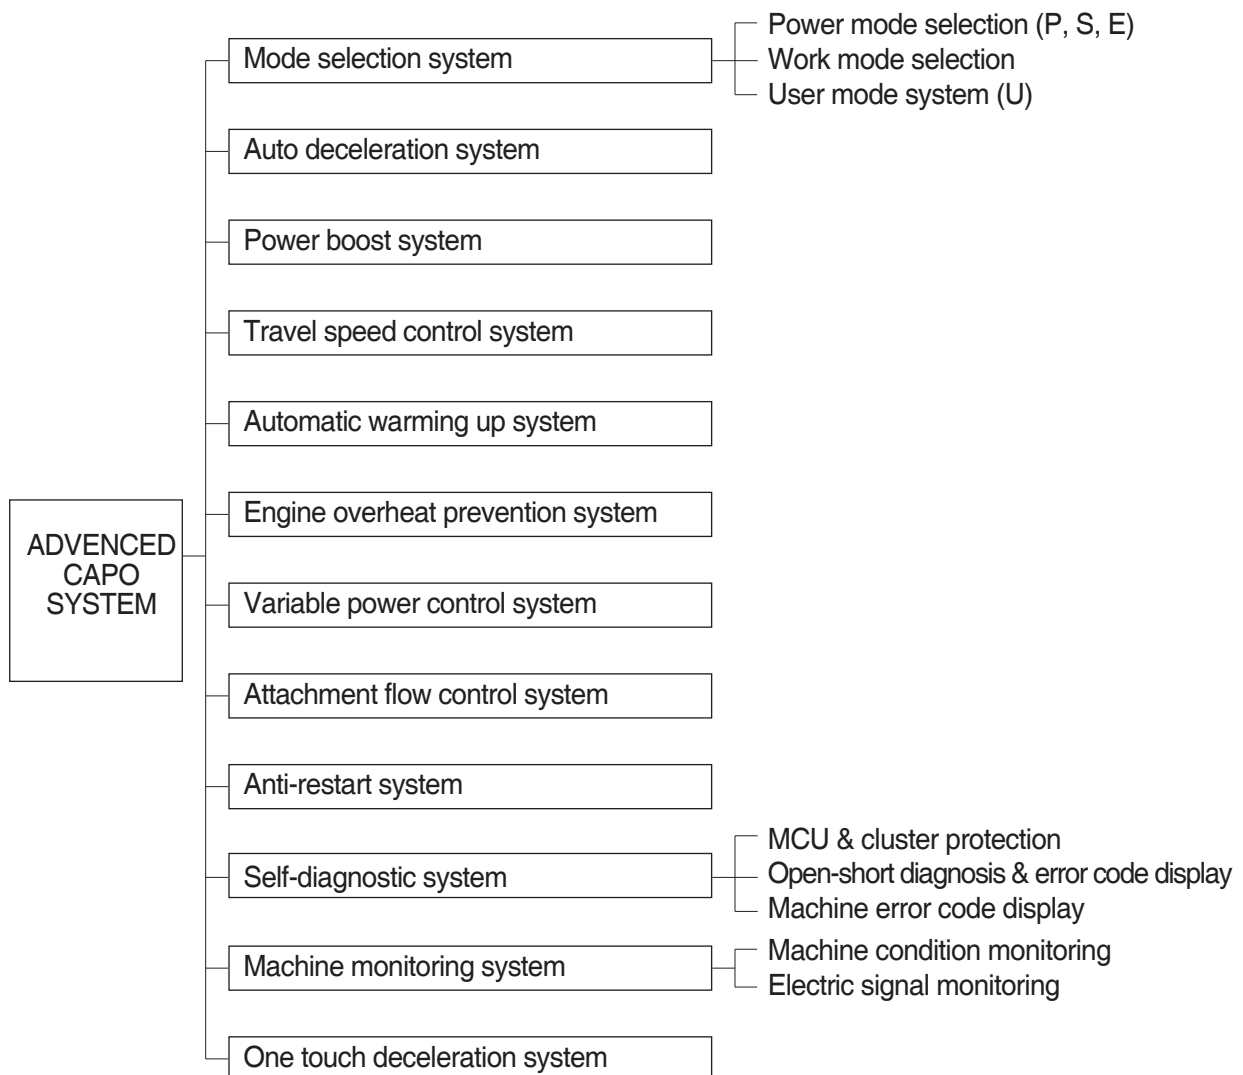 Power mode selection (P, S, E)
Mode selection system
Work mode selection
User mode system (U)
Auto deceleration system
Power boost system
Travel speed control system
Automatic warming up system
Engine overheat prevention system
ADVENCED
CAPO
SYSTEM
Variable power control system
Attachment flow control system
Anti-restart system
MCU & cluster protection
Self-diagnostic system
Open-short diagnosis & error code display
Machine error code display
Machine monitoring system
Machine condition monitoring
Electric signal monitoring
One touch deceleration system